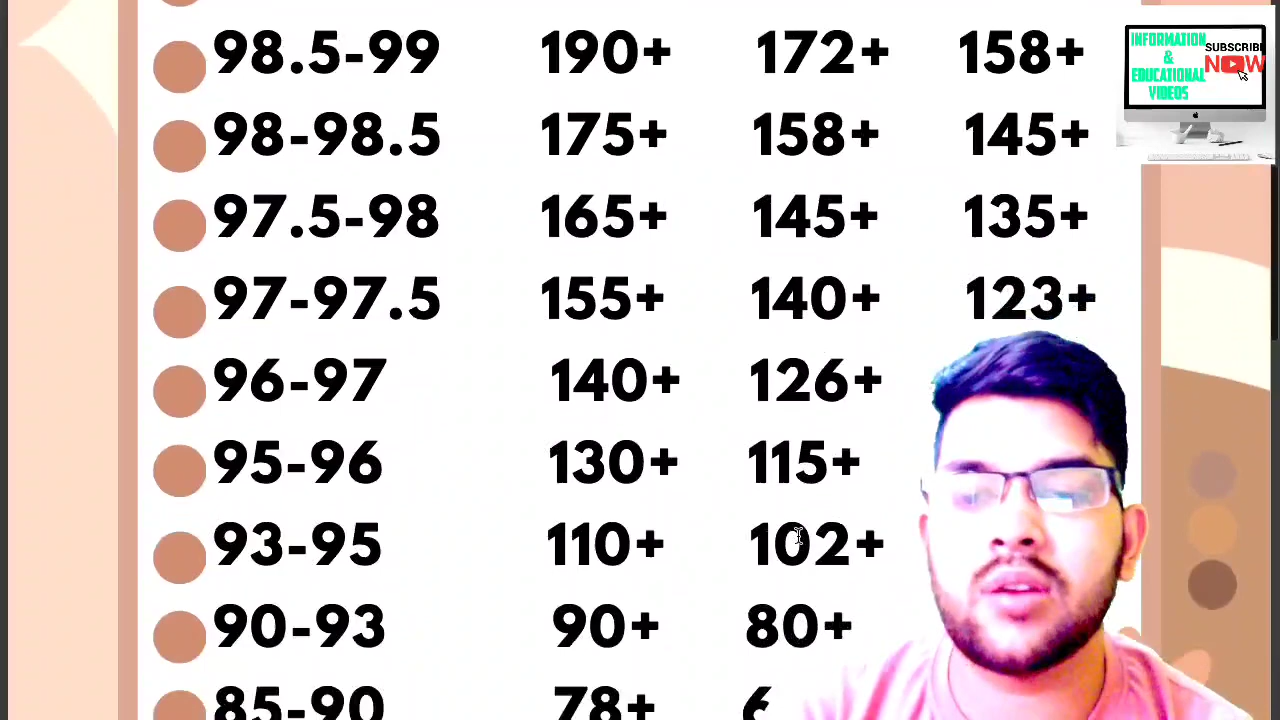 98.5-99 190+ 172+ 158+
98-98.5 175+ 158+ 145+
97.5-98 165+ 145+ 135+
97-97.5 155+ 140+ 123+
96-97 140+ 126+
95-96 130+ 115+
93-95 110+ 102+
90-93 90+ 80+
85-90 78+ 6
INFORMATION
&
EDUCATIONAL
VIDEOS
SUBSCRIBE
NOW